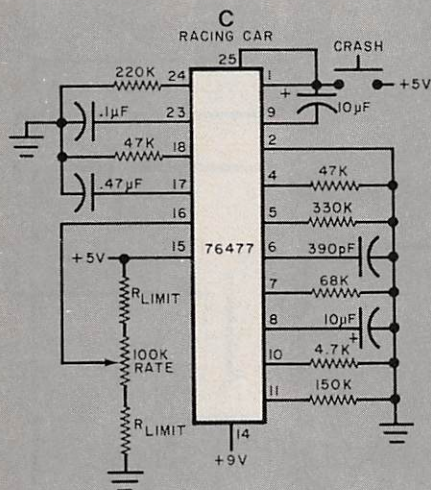 C
RACING CAR
25
CRASH
220K 24
1
+5V
+
10µF
.1µF 23
9
47K 18
2
.47µF 17
4 47K
16
5 330K
+5V 15
76477
6 390pF
R LIMIT
7 68K
8 10µF
+
100K
RATE
10 4.7K
R LIMIT
11 150K
14
+9V